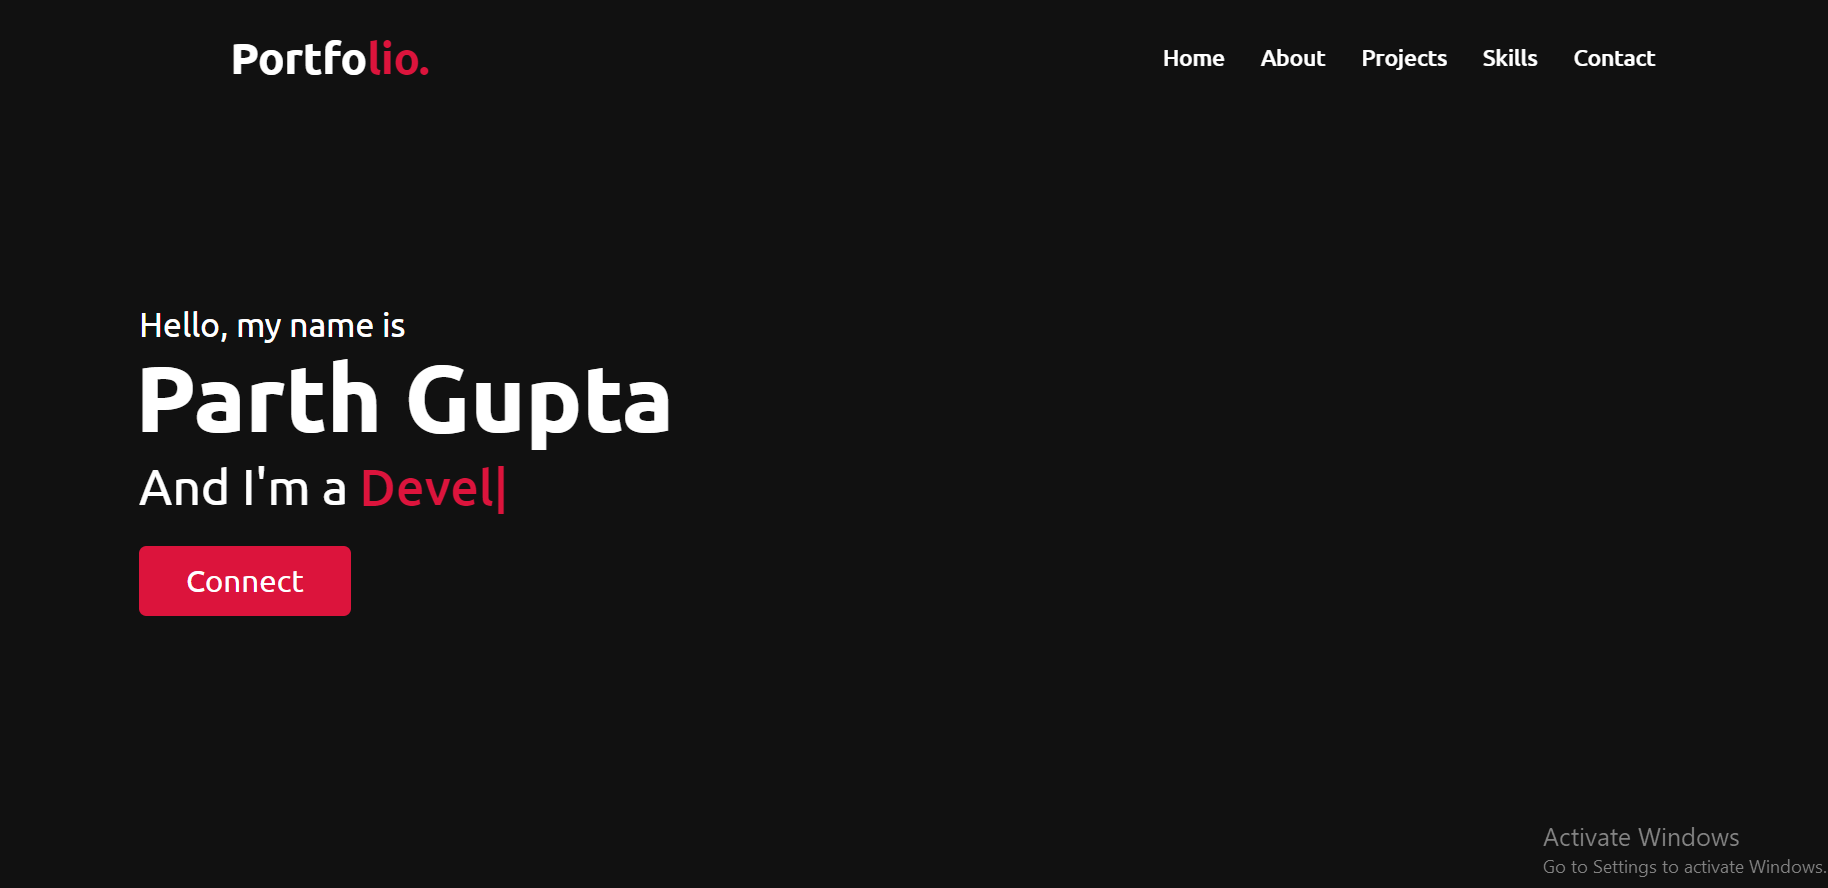 Portfolio.
Home About Projects Skills Contact
Hello, my name is
Parth Gupta
And I'm a Devel|
Connect
Activate Windows
Go to Settings to activate Windows.